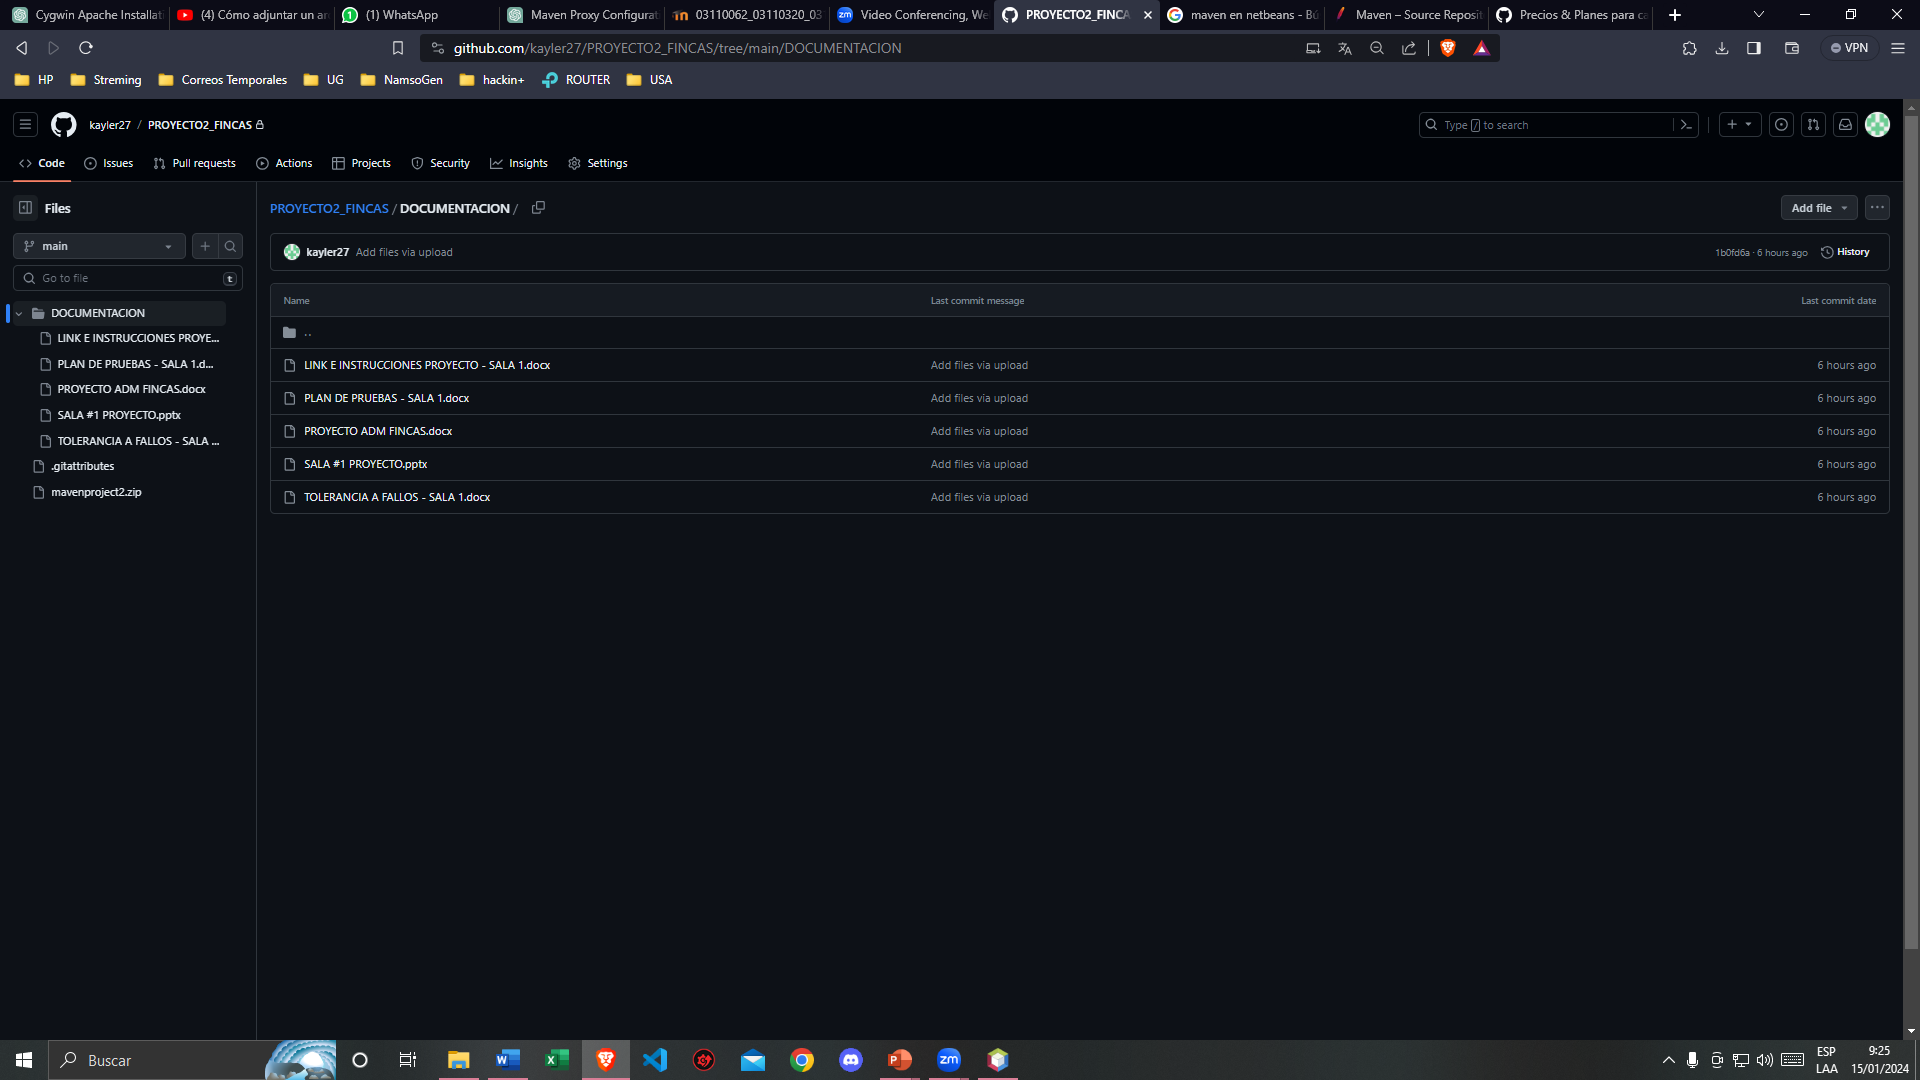 Cygwin Apache Installat
(4) Cómo adjuntar un ar
(1) WhatsApp
Maven Proxy Configurat
03110062_03110320_03
Video Conferencing, We
PROYECTO2_FINCA
maven en netbeans - Bú
Maven – Source Reposit
Precios & Planes para ca
github.com/kayler27/PROYECTO2_FINCAS/tree/main/DOCUMENTACION
VPN
HP
Streming
Correos Temporales
UG
NamsoGen
hackin+
ROUTER
USA
kayler27 / PROYECTO2_FINCAS
Type / to search
Code
Issues
Pull requests
Actions
Projects
Security
Insights
Settings
Files
main
Go to file
t
DOCUMENTACION
LINK E INSTRUCCIONES PROYE...
PLAN DE PRUEBAS - SALA 1.d...
PROYECTO ADM FINCAS.docx
SALA #1 PROYECTO.pptx
TOLERANCIA A FALLOS - SALA ...
.gitattributes
mavenproject2.zip
PROYECTO2_FINCAS / DOCUMENTACION /
Add file
kayler27 Add files via upload
1b0fd6a · 6 hours ago
History
Name Last commit message Last commit date
..
LINK E INSTRUCCIONES PROYECTO - SALA 1.docx Add files via upload 6 hours ago
PLAN DE PRUEBAS - SALA 1.docx Add files via upload 6 hours ago
PROYECTO ADM FINCAS.docx Add files via upload 6 hours ago
SALA #1 PROYECTO.pptx Add files via upload 6 hours ago
TOLERANCIA A FALLOS - SALA 1.docx Add files via upload 6 hours ago
Buscar
ESP
LAA
9:25
15/01/2024